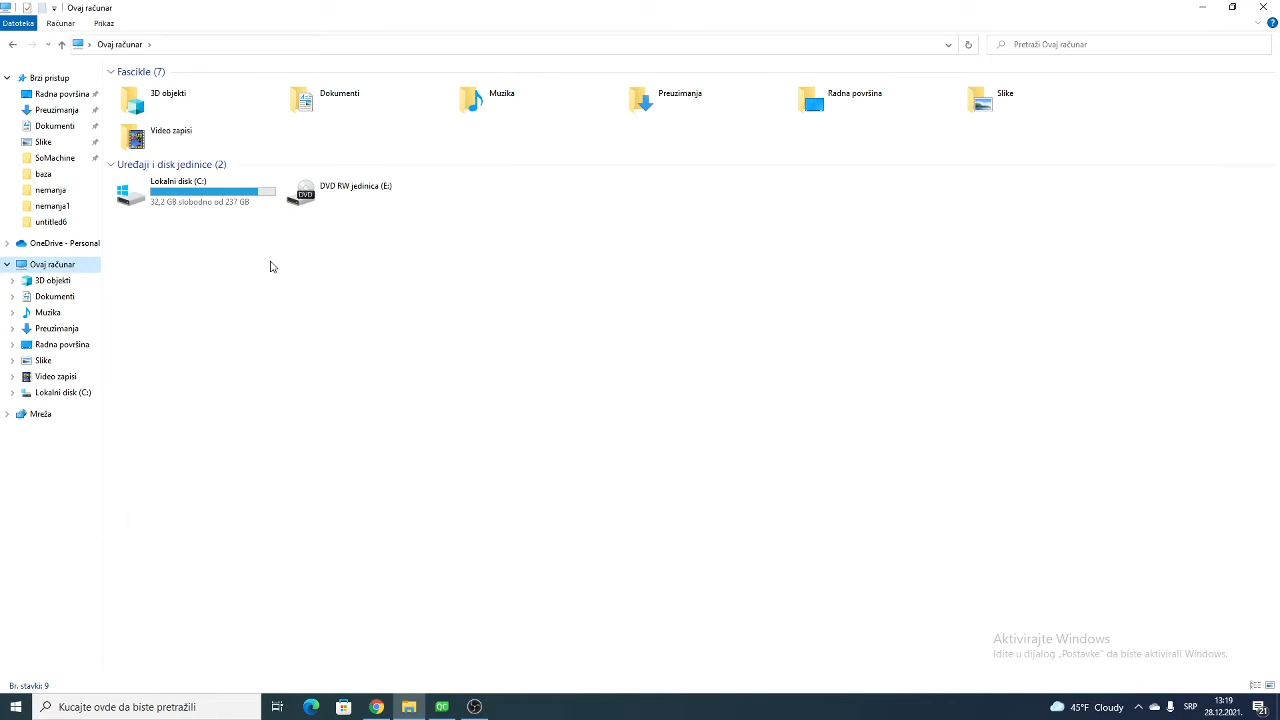 Ovaj računar
Datoteka Računar Prikaz
Ovaj računar
Pretraži Ovaj računar
Brzi pristup
Radna površina
Preuzimanja
Dokumenti
Slike
SoMachine
baza
nemanja
nemanja1
untitled6
OneDrive - Personal
Ovaj računar
3D objekti
Dokumenti
Muzika
Preuzimanja
Radna površina
Slike
Video zapisi
Lokalni disk (C:)
Mreža
Fascikle (7)
3D objekti
Dokumenti
Muzika
Preuzimanja
Radna površina
Slike
Video zapisi
Uređaji i disk jedinice (2)
Lokalni disk (C:)
32,2 GB slobodno od 237 GB
DVD
DVD RW jedinica (E:)
Aktivirajte Windows
Idite u dijalog „Postavke“ da biste aktivirali Windows.
Br. stavki: 9
Kucajte ovde da biste pretražili
QC
45°F Cloudy
SRP
13:19
28.12.2021.
21